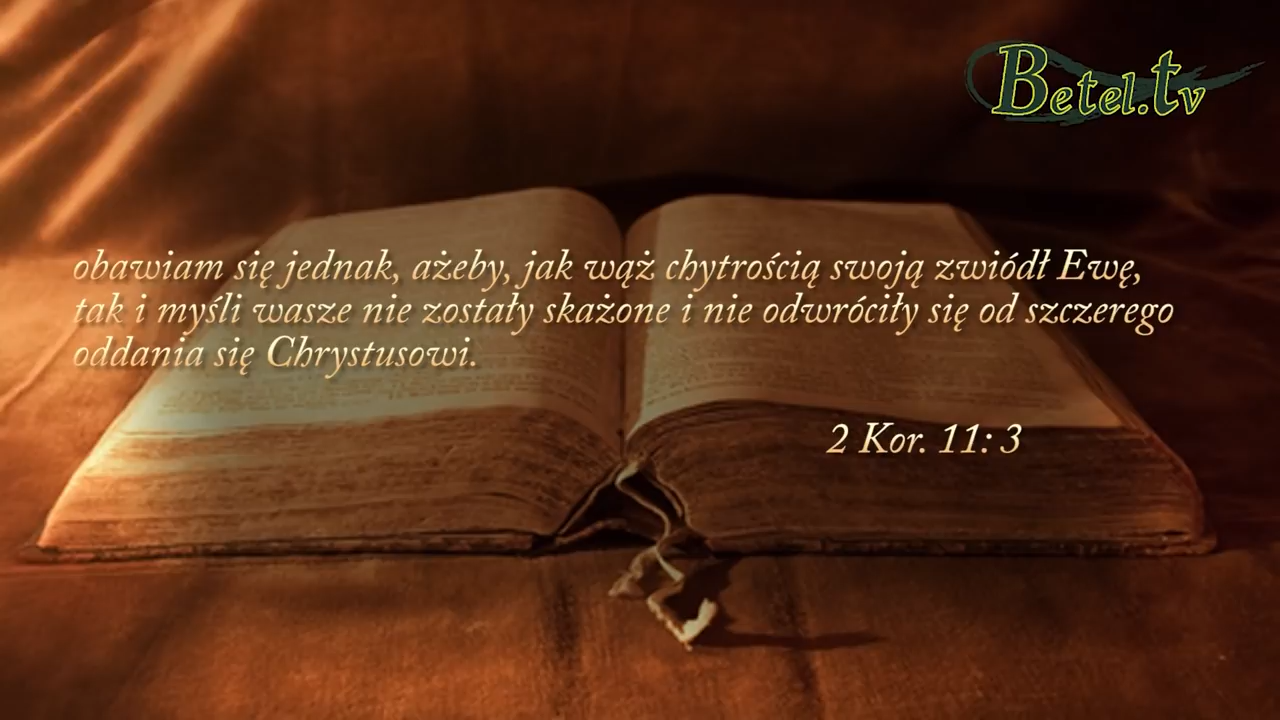 Betel.tv
obawiam się jednak, ażeby, jak wąż chytrością swoją zwiódł Ewę,
tak i myśli wasze nie zostały skażone i nie odwróciły się od szczerego
oddania się Chrystusowi.
2 Kor. 11: 3